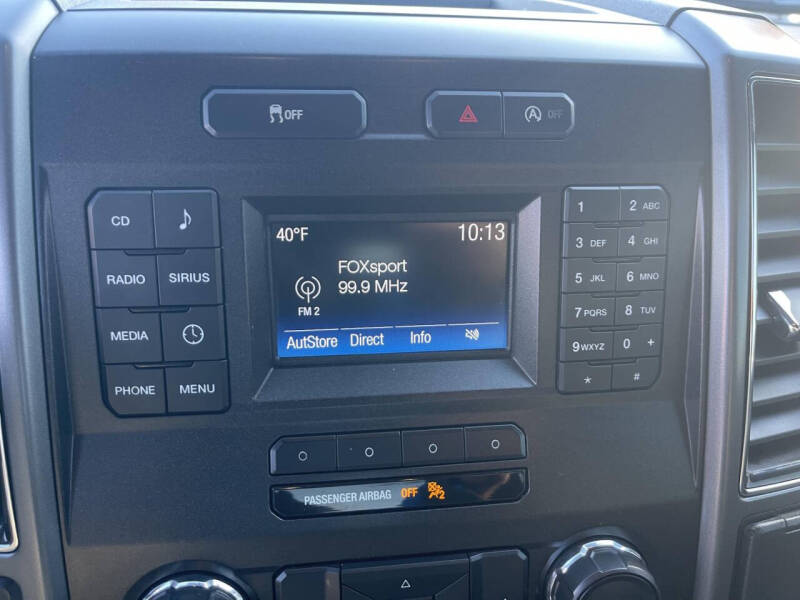 OFF
A OFF
CD
RADIO SIRIUS
MEDIA
PHONE MENU
40°F 10:13
FOXsport
99.9 MHz
FM 2
AutStore Direct Info
1 2 ABC
3 DEF 4 GHI
5 JKL 6 MNO
7 PQRS 8 TUV
9 WXYZ 0 +
* #
PASSENGER AIRBAG OFF 2